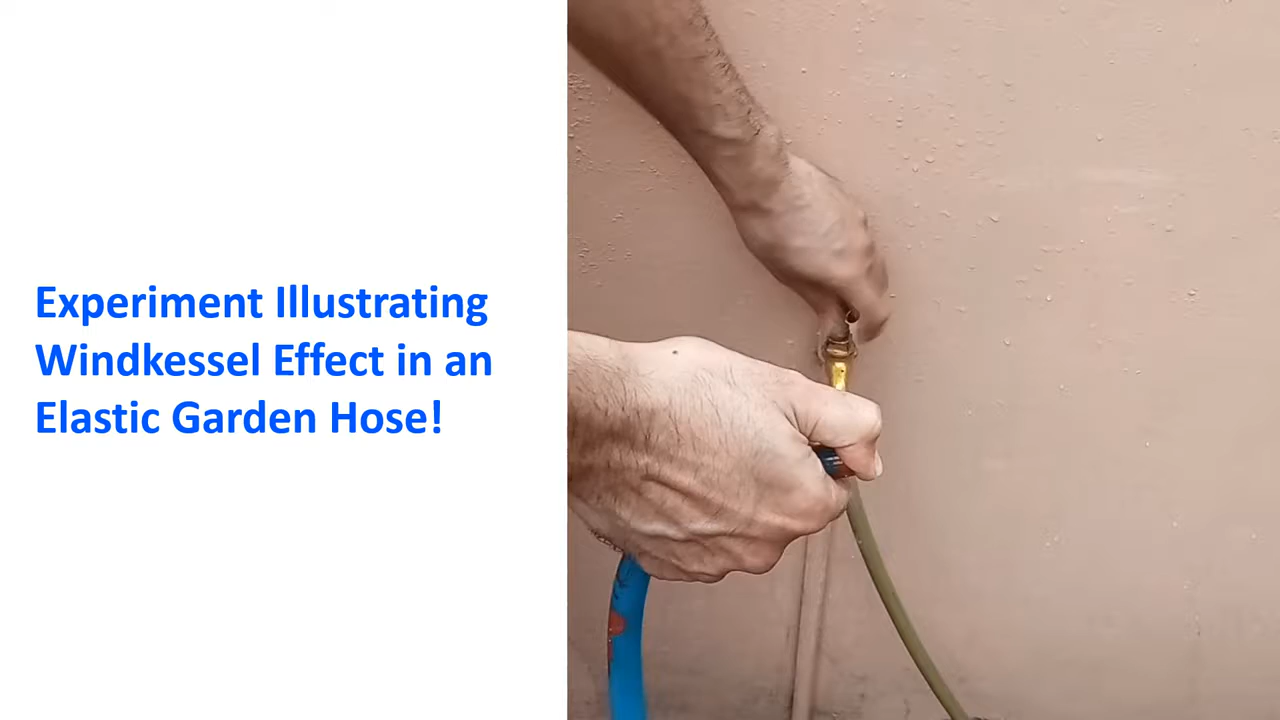 Experiment Illustrating
Windkessel Effect in an
Elastic Garden Hose!